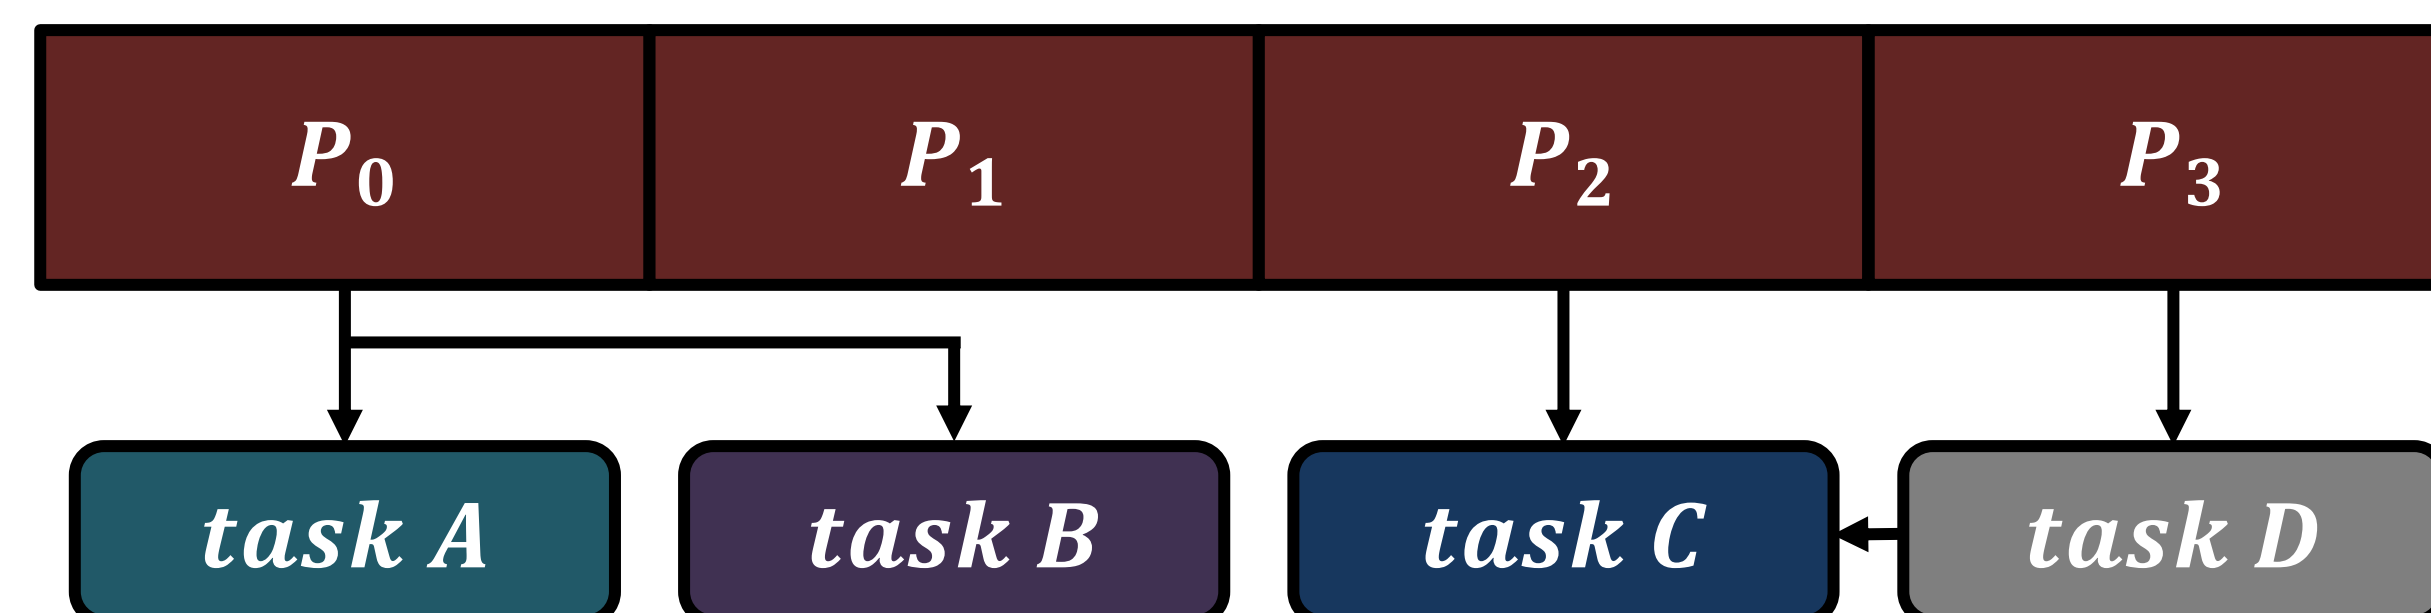 P₀ P₁ P₂ P₃
task A task B task C task D